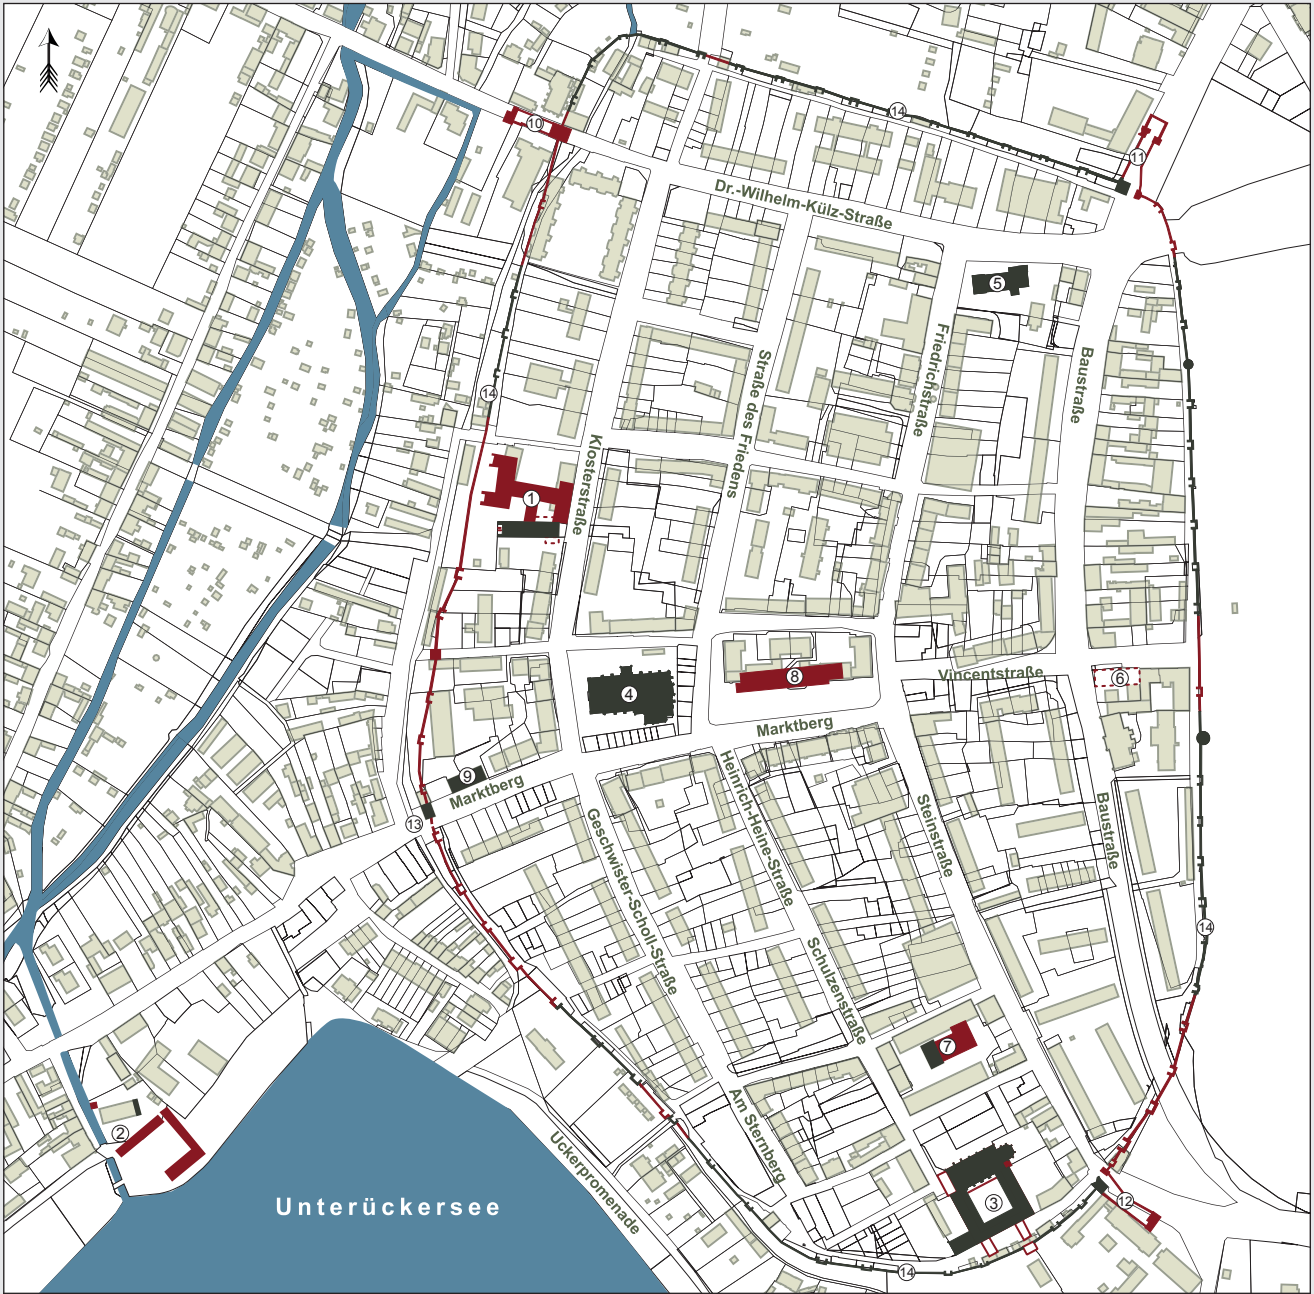 14
10
11
Dr.-Wilhelm-Külz-Straße
5
Friedrichstraße
Baustraße
Straße des Friedens
14
Klosterstraße
1
6
Vincentstraße
8
4
Marktberg
9
Marktberg
13
Heinrich-Heine-Straße
Geschwister-Scholl-Straße
Steinstraße
Baustraße
14
Schulzenstraße
7
Am Sternberg
2
Uckerpromenade
Unterückersee
3
12
14